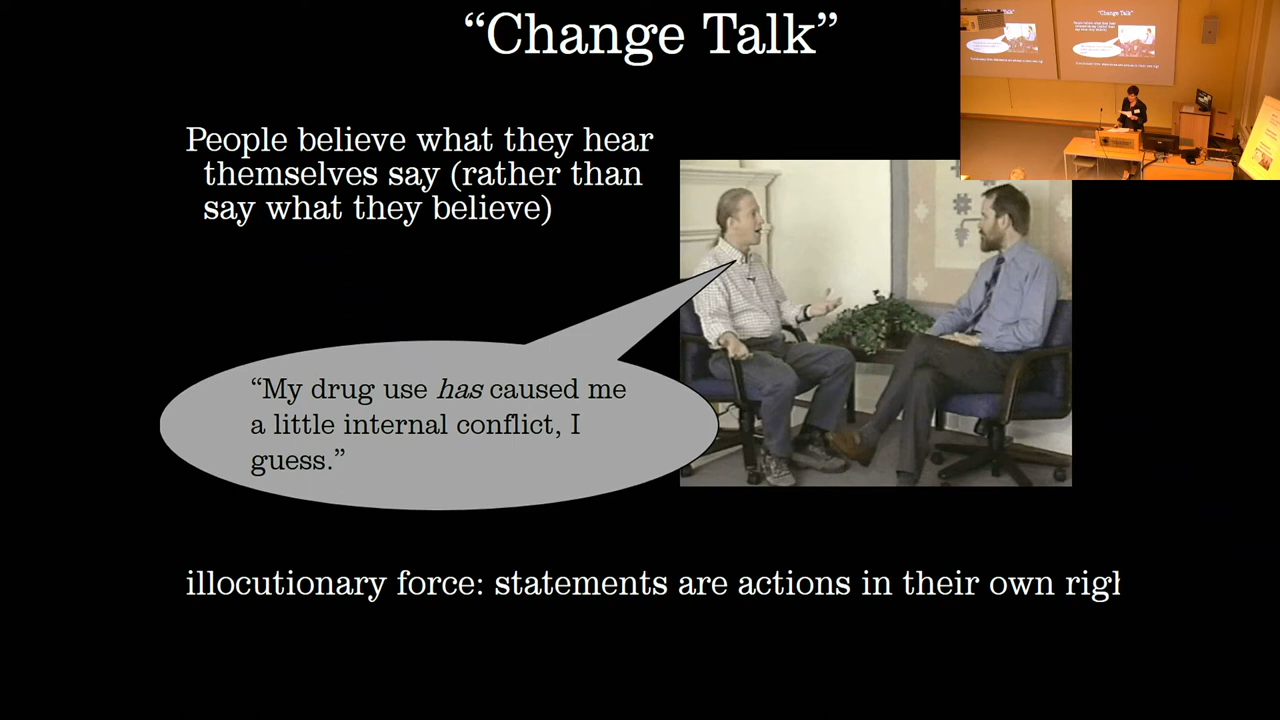 “Change Talk”
People believe what they hear
themselves say (rather than
say what they believe)
“My drug use has caused me
a little internal conflict, I
guess.”
illocutionary force: statements are actions in their own righ